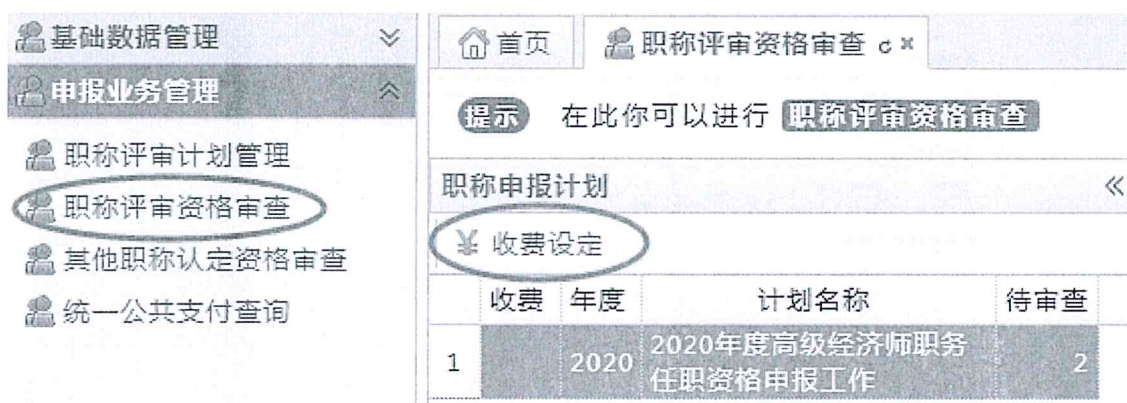 基础数据管理
申报业务管理
职称评审计划管理
职称评审资格审查
其他职称认定资格审查
统一公共支付查询
首页 职称评审资格审查
提示 在此你可以进行 职称评审资格审查
职称申报计划
¥ 收费设定
收费 年度 计划名称 待审查
1 2020 2020年度高级经济师职务 2
任职资格申报工作